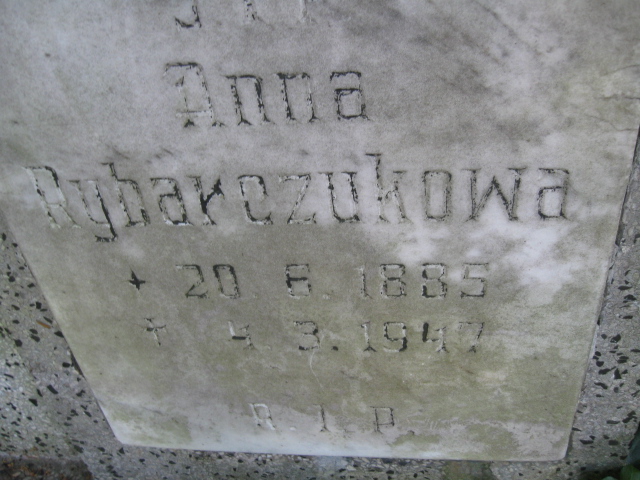 Anna
Rybarczukowa
* 20 6. 1885
† 4. 3. 1947
R. I. P.